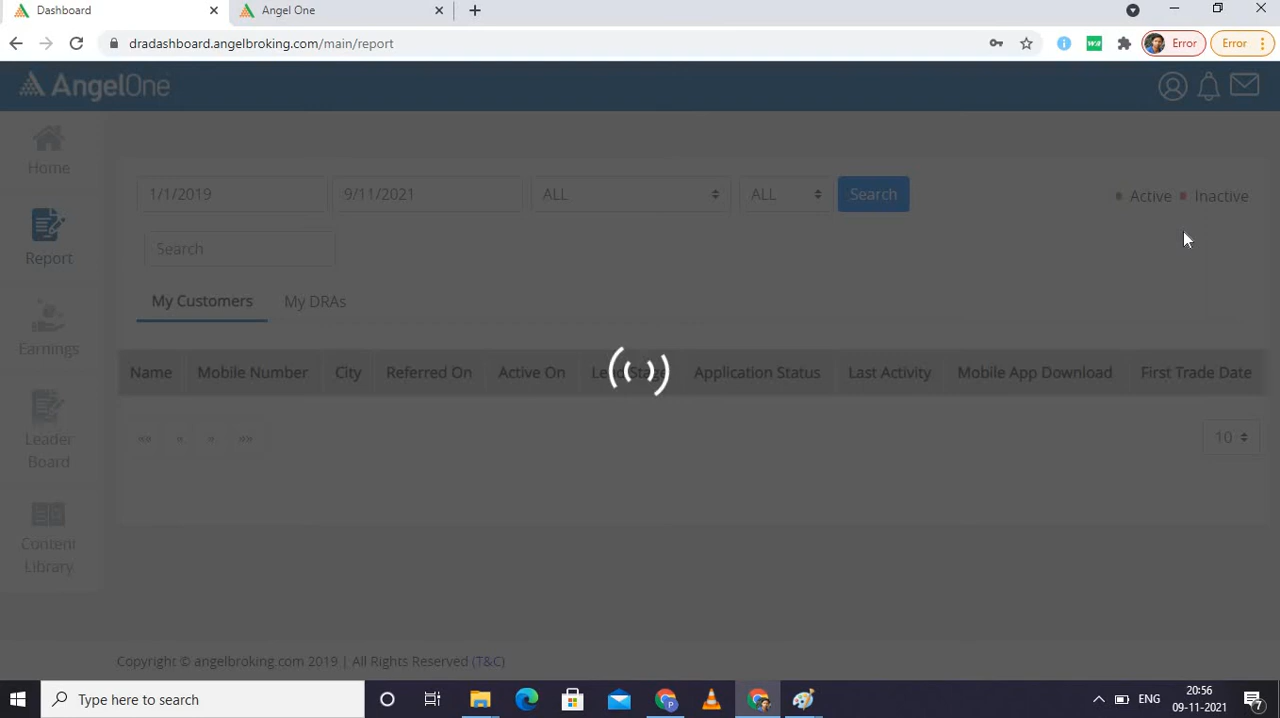 Dashboard
Angel One
dradashboard.angelbroking.com/main/report
Error
Error
AngelOne
Home
1/1/2019
9/11/2021
ALL
ALL
Search
Active
Inactive
Report
Search
My Customers
My DRAs
Earnings
Name
Mobile Number
City
Referred On
Active On
Lead Stage
Application Status
Last Activity
Mobile App Download
First Trade Date
««
«
»
»»
10
Leader
Board
Content
Library
Copyright © angelbroking.com 2019 | All Rights Reserved (T&C)
Type here to search
ENG
20:56
09-11-2021
7